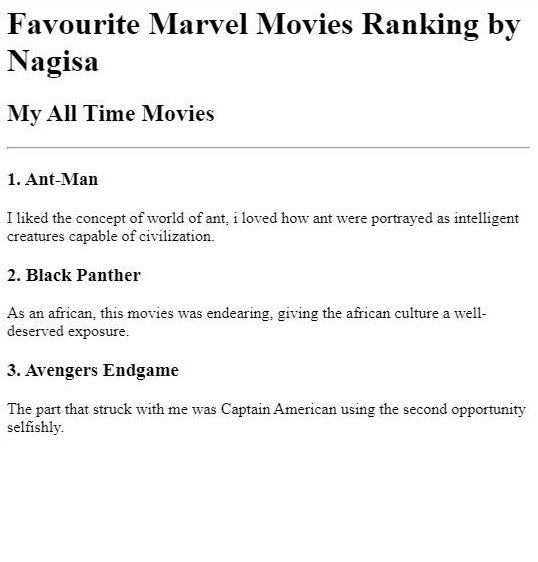 Favourite Marvel Movies Ranking by
Nagisa
My All Time Movies
1. Ant-Man
I liked the concept of world of ant, i loved how ant were portrayed as intelligent
creatures capable of civilization.
2. Black Panther
As an african, this movies was endearing, giving the african culture a well-
deserved exposure.
3. Avengers Endgame
The part that struck with me was Captain American using the second opportunity
selfishly.